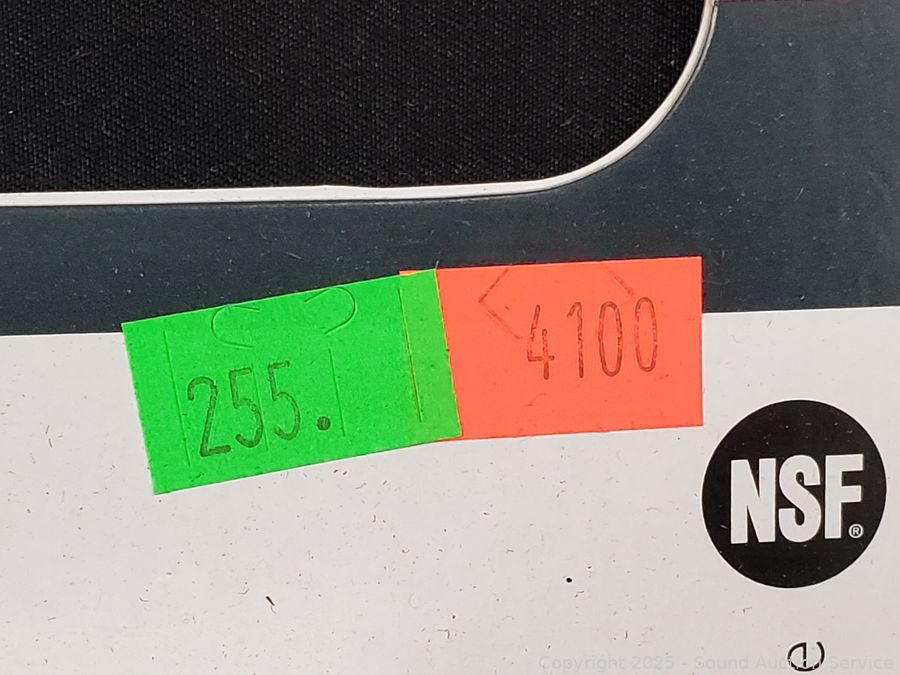 4100
255.
NSF®
e
Copyright 2025 - Sound Auction Service